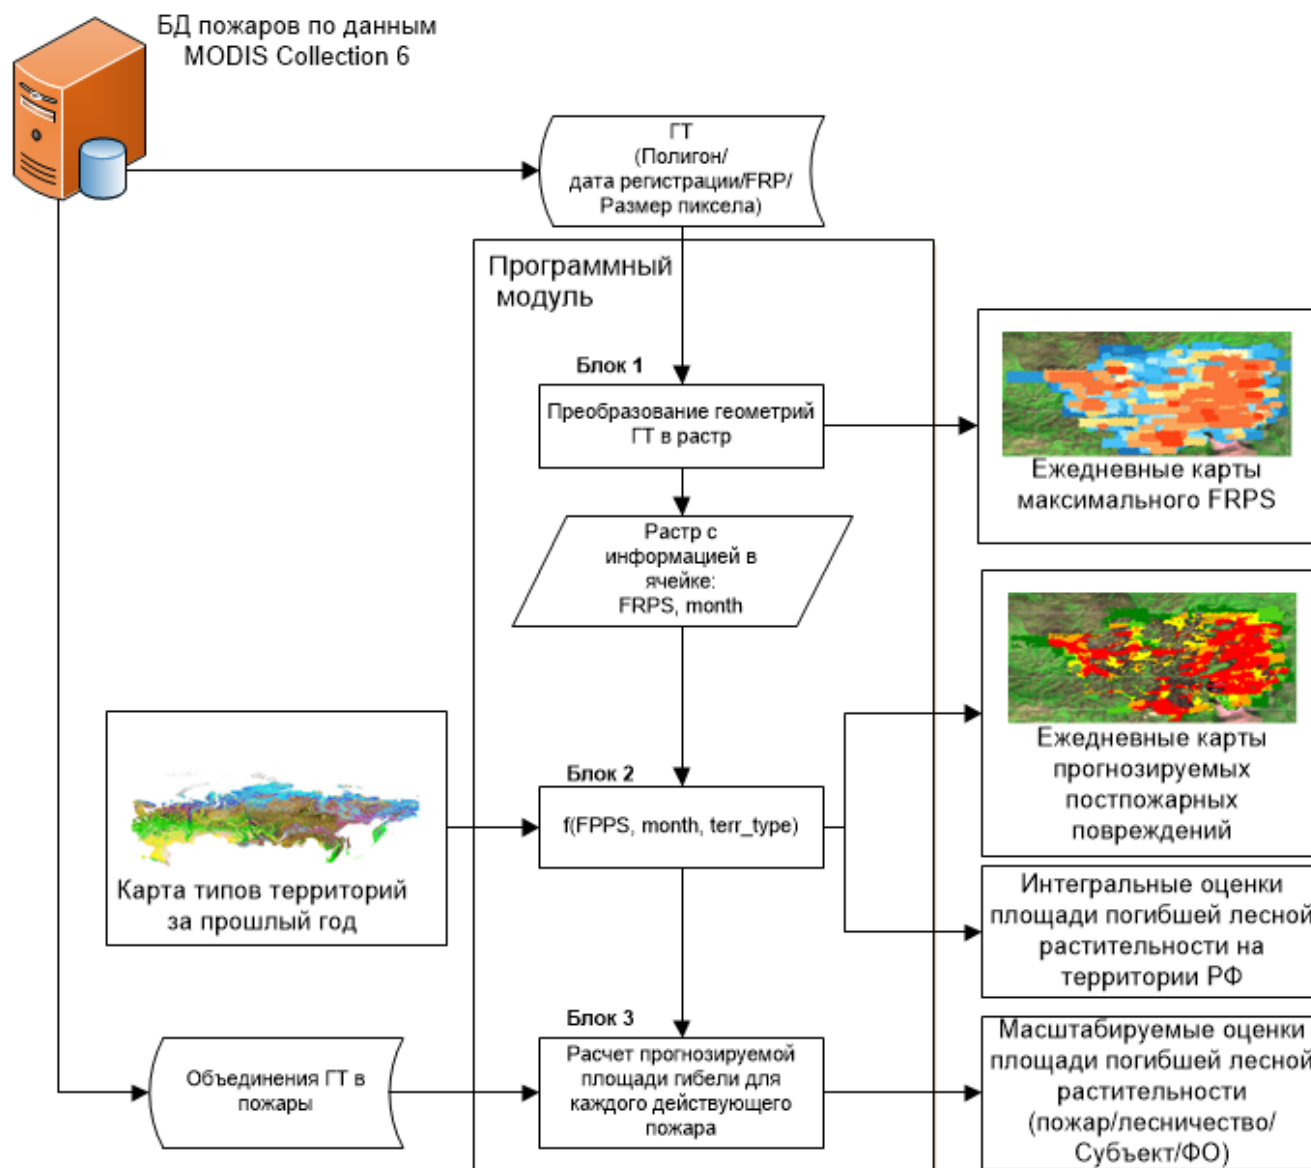 БД пожаров по данным
MODIS Collection 6
ГТ
(Полигон/
дата регистрации/FRP/
Размер пиксела)
Программный
модуль
Блок 1
Преобразование геометрий
ГТ в растр
Ежедневные карты
максимального FRPS
Растр с
информацией в
ячейке:
FRPS, month
Ежедневные карты
прогнозируемых
постпожарных
повреждений
Блок 2
f(FPPS, month, terr_type)
Карта типов территорий
за прошлый год
Интегральные оценки
площади погибшей лесной
растительности на
территории РФ
Блок 3
Расчет прогнозируемой
площади гибели для
каждого действующего
пожара
Объединения ГТ в
пожары
Масштабируемые оценки
площади погибшей лесной
растительности
(пожар/лесничество/
Субъект/ФО)